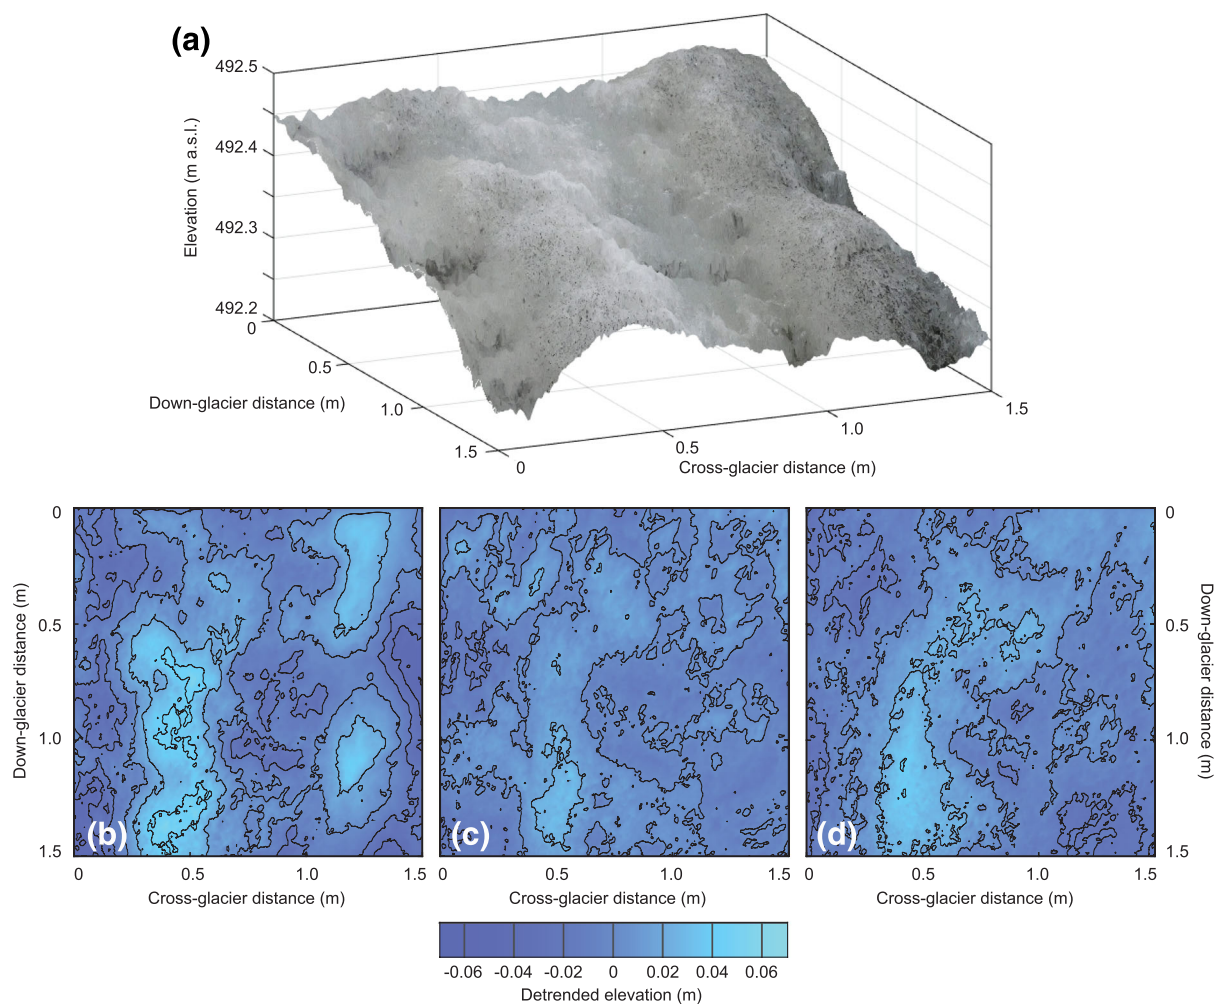 (a)
492.5
492.4
492.3
492.2
Elevation (m a.s.l.)
0
0.5
1.0
1.5
Down-glacier distance (m)
0
0.5
1.0
1.5
Cross-glacier distance (m)
0
0.5
1.0
1.5
Down-glacier distance (m)
(b)
(c)
(d)
0
0.5
1.0
1.5
Down-glacier distance (m)
0 0.5 1.0 1.5
0 0.5 1.0 1.5
0 0.5 1.0 1.5
Cross-glacier distance (m)
Cross-glacier distance (m)
Cross-glacier distance (m)
-0.06 -0.04 -0.02 0 0.02 0.04 0.06
Detrended elevation (m)